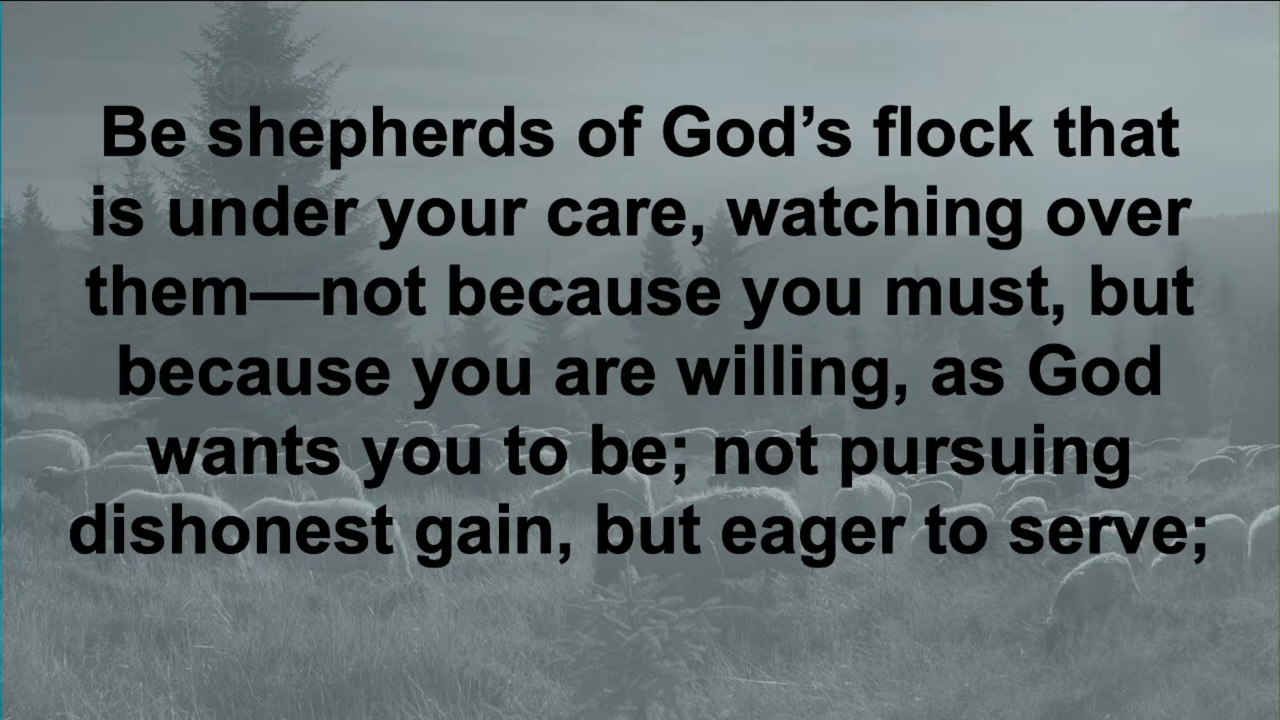 Be shepherds of God’s flock that
is under your care, watching over
them—not because you must, but
because you are willing, as God
wants you to be; not pursuing
dishonest gain, but eager to serve;